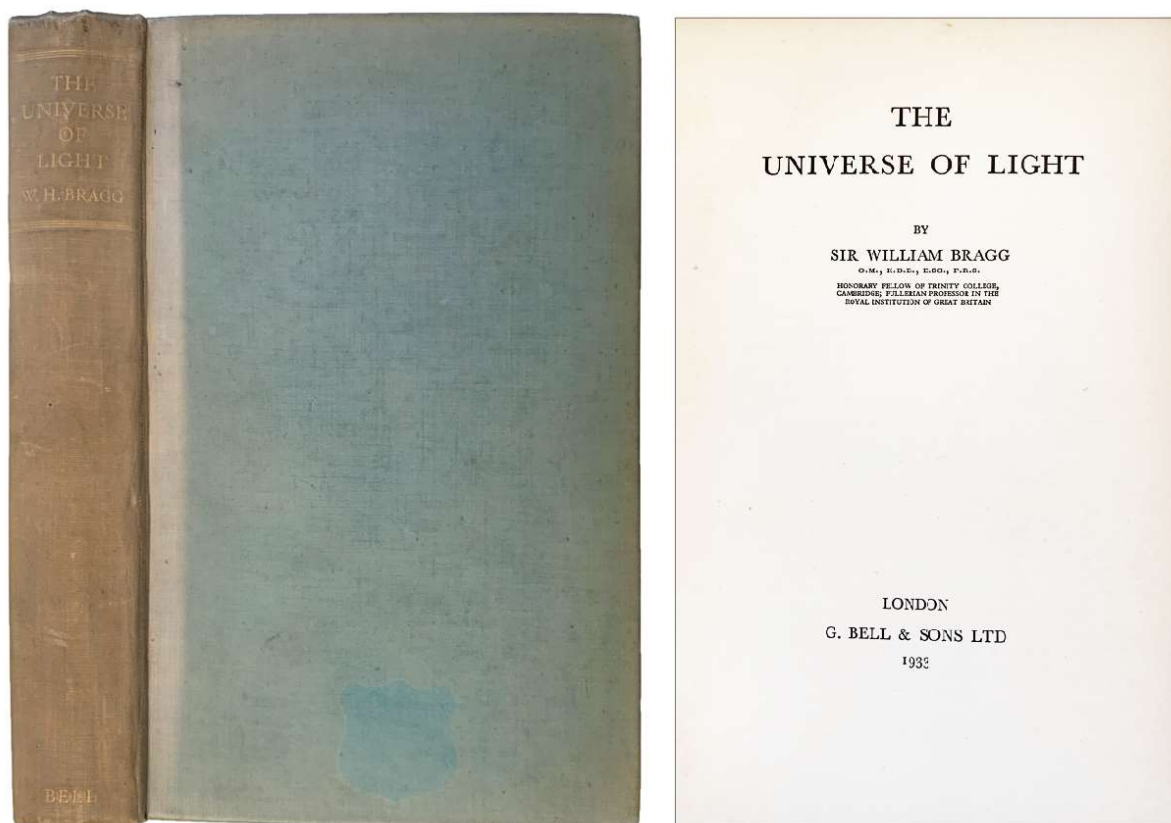 THE
UNIVERSE
OF
LIGHT
W. H. BRAGG
BELL
THE
UNIVERSE OF LIGHT
BY
SIR WILLIAM BRAGG
O.M., K.B.E., D.SC., F.R.S.
HONORARY FELLOW OF TRINITY COLLEGE,
CAMBRIDGE; FULLERIAN PROFESSOR IN THE
ROYAL INSTITUTION OF GREAT BRITAIN
LONDON
G. BELL & SONS LTD
1933